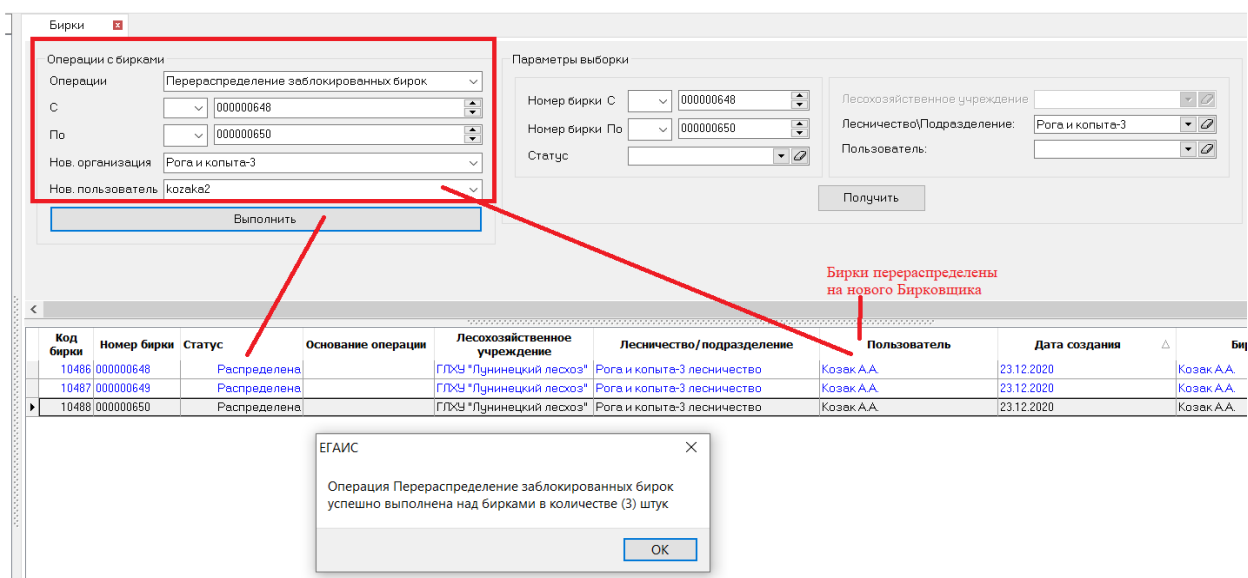 Бирки
Операции с бирками
Операции Перераспределение заблокированных бирок
С 000000648
По 000000650
Нов. организация Рога и копыта-3
Нов. пользователь kozaka2
Выполнить
Параметры выборки
Номер бирки С 000000648
Номер бирки По 000000650
Статус
Лесохозяйственное учреждение
Лесничество\Подразделение: Рога и копыта-3
Пользователь:
Получить
Бирки перераспределены
на нового Бирковщика
Код бирки Номер бирки Статус Основание операции Лесохозяйственное учреждение Лесничество/подразделение Пользователь Дата создания
10486 000000648 Распределена ГЛХУ "Лунинецкий лесхоз" Рога и копыта-3 лесничество Козак А.А. 23.12.2020 Козак А.А.
10487 000000649 Распределена ГЛХУ "Лунинецкий лесхоз" Рога и копыта-3 лесничество Козак А.А. 23.12.2020 Козак А.А.
10488 000000650 Распределена ГЛХУ "Лунинецкий лесхоз" Рога и копыта-3 лесничество Козак А.А. 23.12.2020 Козак А.А.
ЕГАИС
Операция Перераспределение заблокированных бирок
успешно выполнена над бирками в количестве (3) штук
OK